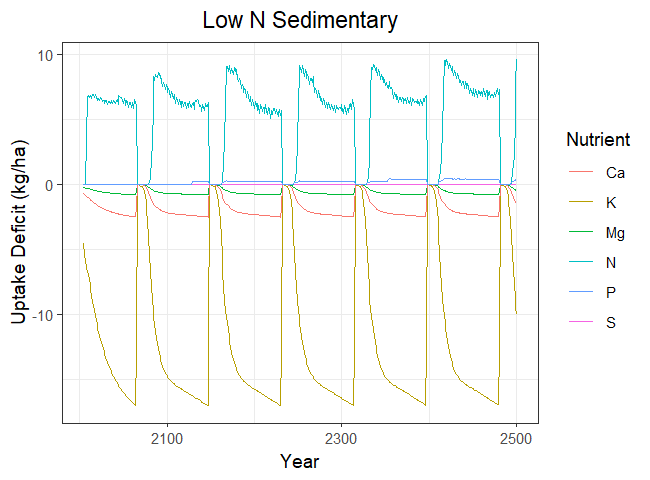 Low N Sedimentary
Uptake Deficit (kg/ha)
10
0
-10
2100
2300
2500
Year
Nutrient
Ca
K
Mg
N
P
S